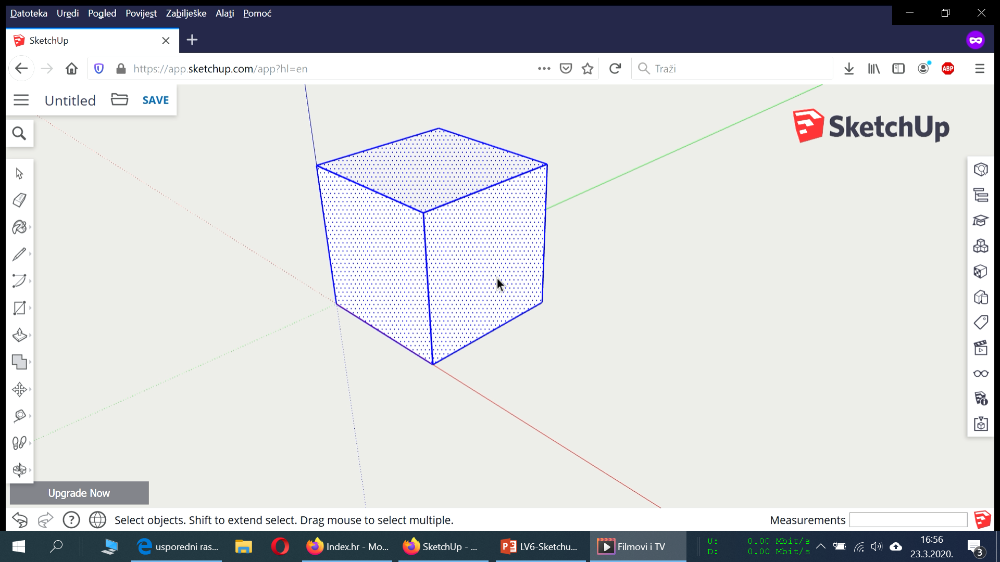 Datoteka Uredi Pogled Povijest Zabilješke Alati Pomoć
SketchUp
https://app.sketchup.com/app?hl=en
Traži
ABP
Untitled SAVE
SketchUp
Upgrade Now
Select objects. Shift to extend select. Drag mouse to select multiple.
Measurements
usporedni ras...
Index.hr - Mo...
SketchUp - ...
LV6-Sketchu...
Filmovi i TV
U: 0.00 Mbit/s
D: 0.00 Mbit/s
16:56
23.3.2020.
3